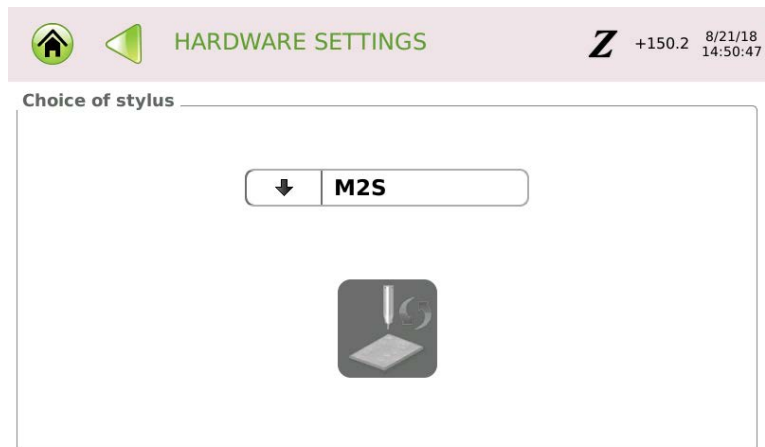 HARDWARE SETTINGS
Z +150.2 8/21/18
14:50:47
Choice of stylus
M2S